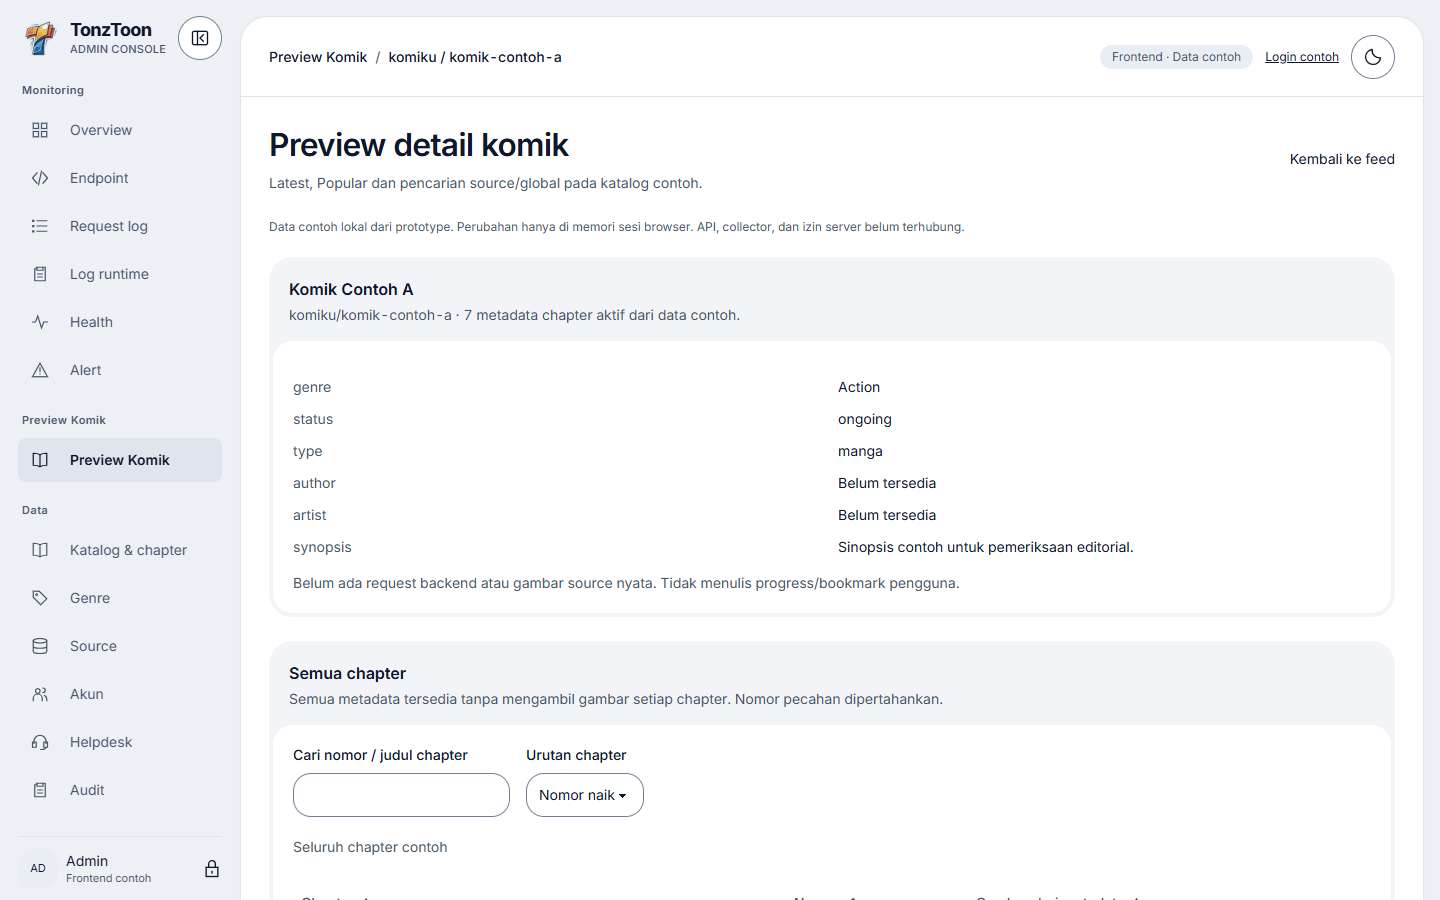 TonzToon
ADMIN CONSOLE
Monitoring
Overview
Endpoint
Request log
Log runtime
Health
Alert
Preview Komik
Preview Komik
Data
Katalog & chapter
Genre
Source
Akun
Helpdesk
Audit
AD
Admin
Frontend contoh
Preview Komik / komiku / komik-contoh-a
Frontend · Data contoh
Login contoh
Preview detail komik
Latest, Popular dan pencarian source/global pada katalog contoh.
Kembali ke feed
Data contoh lokal dari prototype. Perubahan hanya di memori sesi browser. API, collector, dan izin server belum terhubung.
Komik Contoh A
komiku/komik-contoh-a · 7 metadata chapter aktif dari data contoh.
genre Action
status ongoing
type manga
author Belum tersedia
artist Belum tersedia
synopsis Sinopsis contoh untuk pemeriksaan editorial.
Belum ada request backend atau gambar source nyata. Tidak menulis progress/bookmark pengguna.
Semua chapter
Semua metadata tersedia tanpa mengambil gambar setiap chapter. Nomor pecahan dipertahankan.
Cari nomor / judul chapter
Urutan chapter
Nomor naik
Seluruh chapter contoh